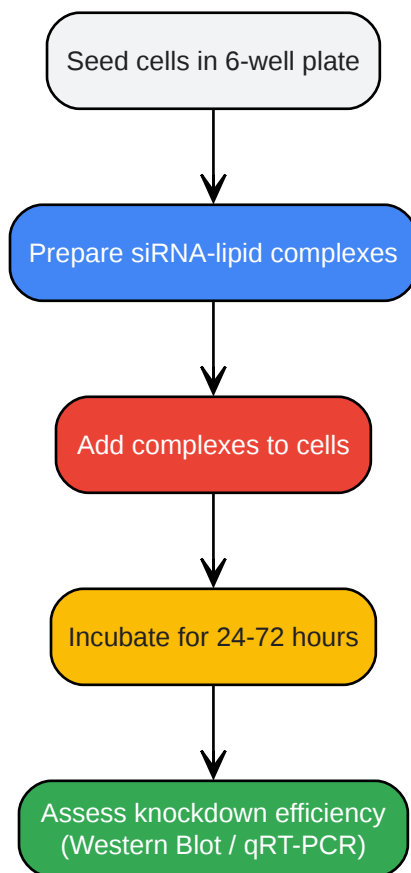 Seed cells in 6-well plate
Prepare siRNA-lipid complexes
Add complexes to cells
Incubate for 24-72 hours
Assess knockdown efficiency
(Western Blot / qRT-PCR)